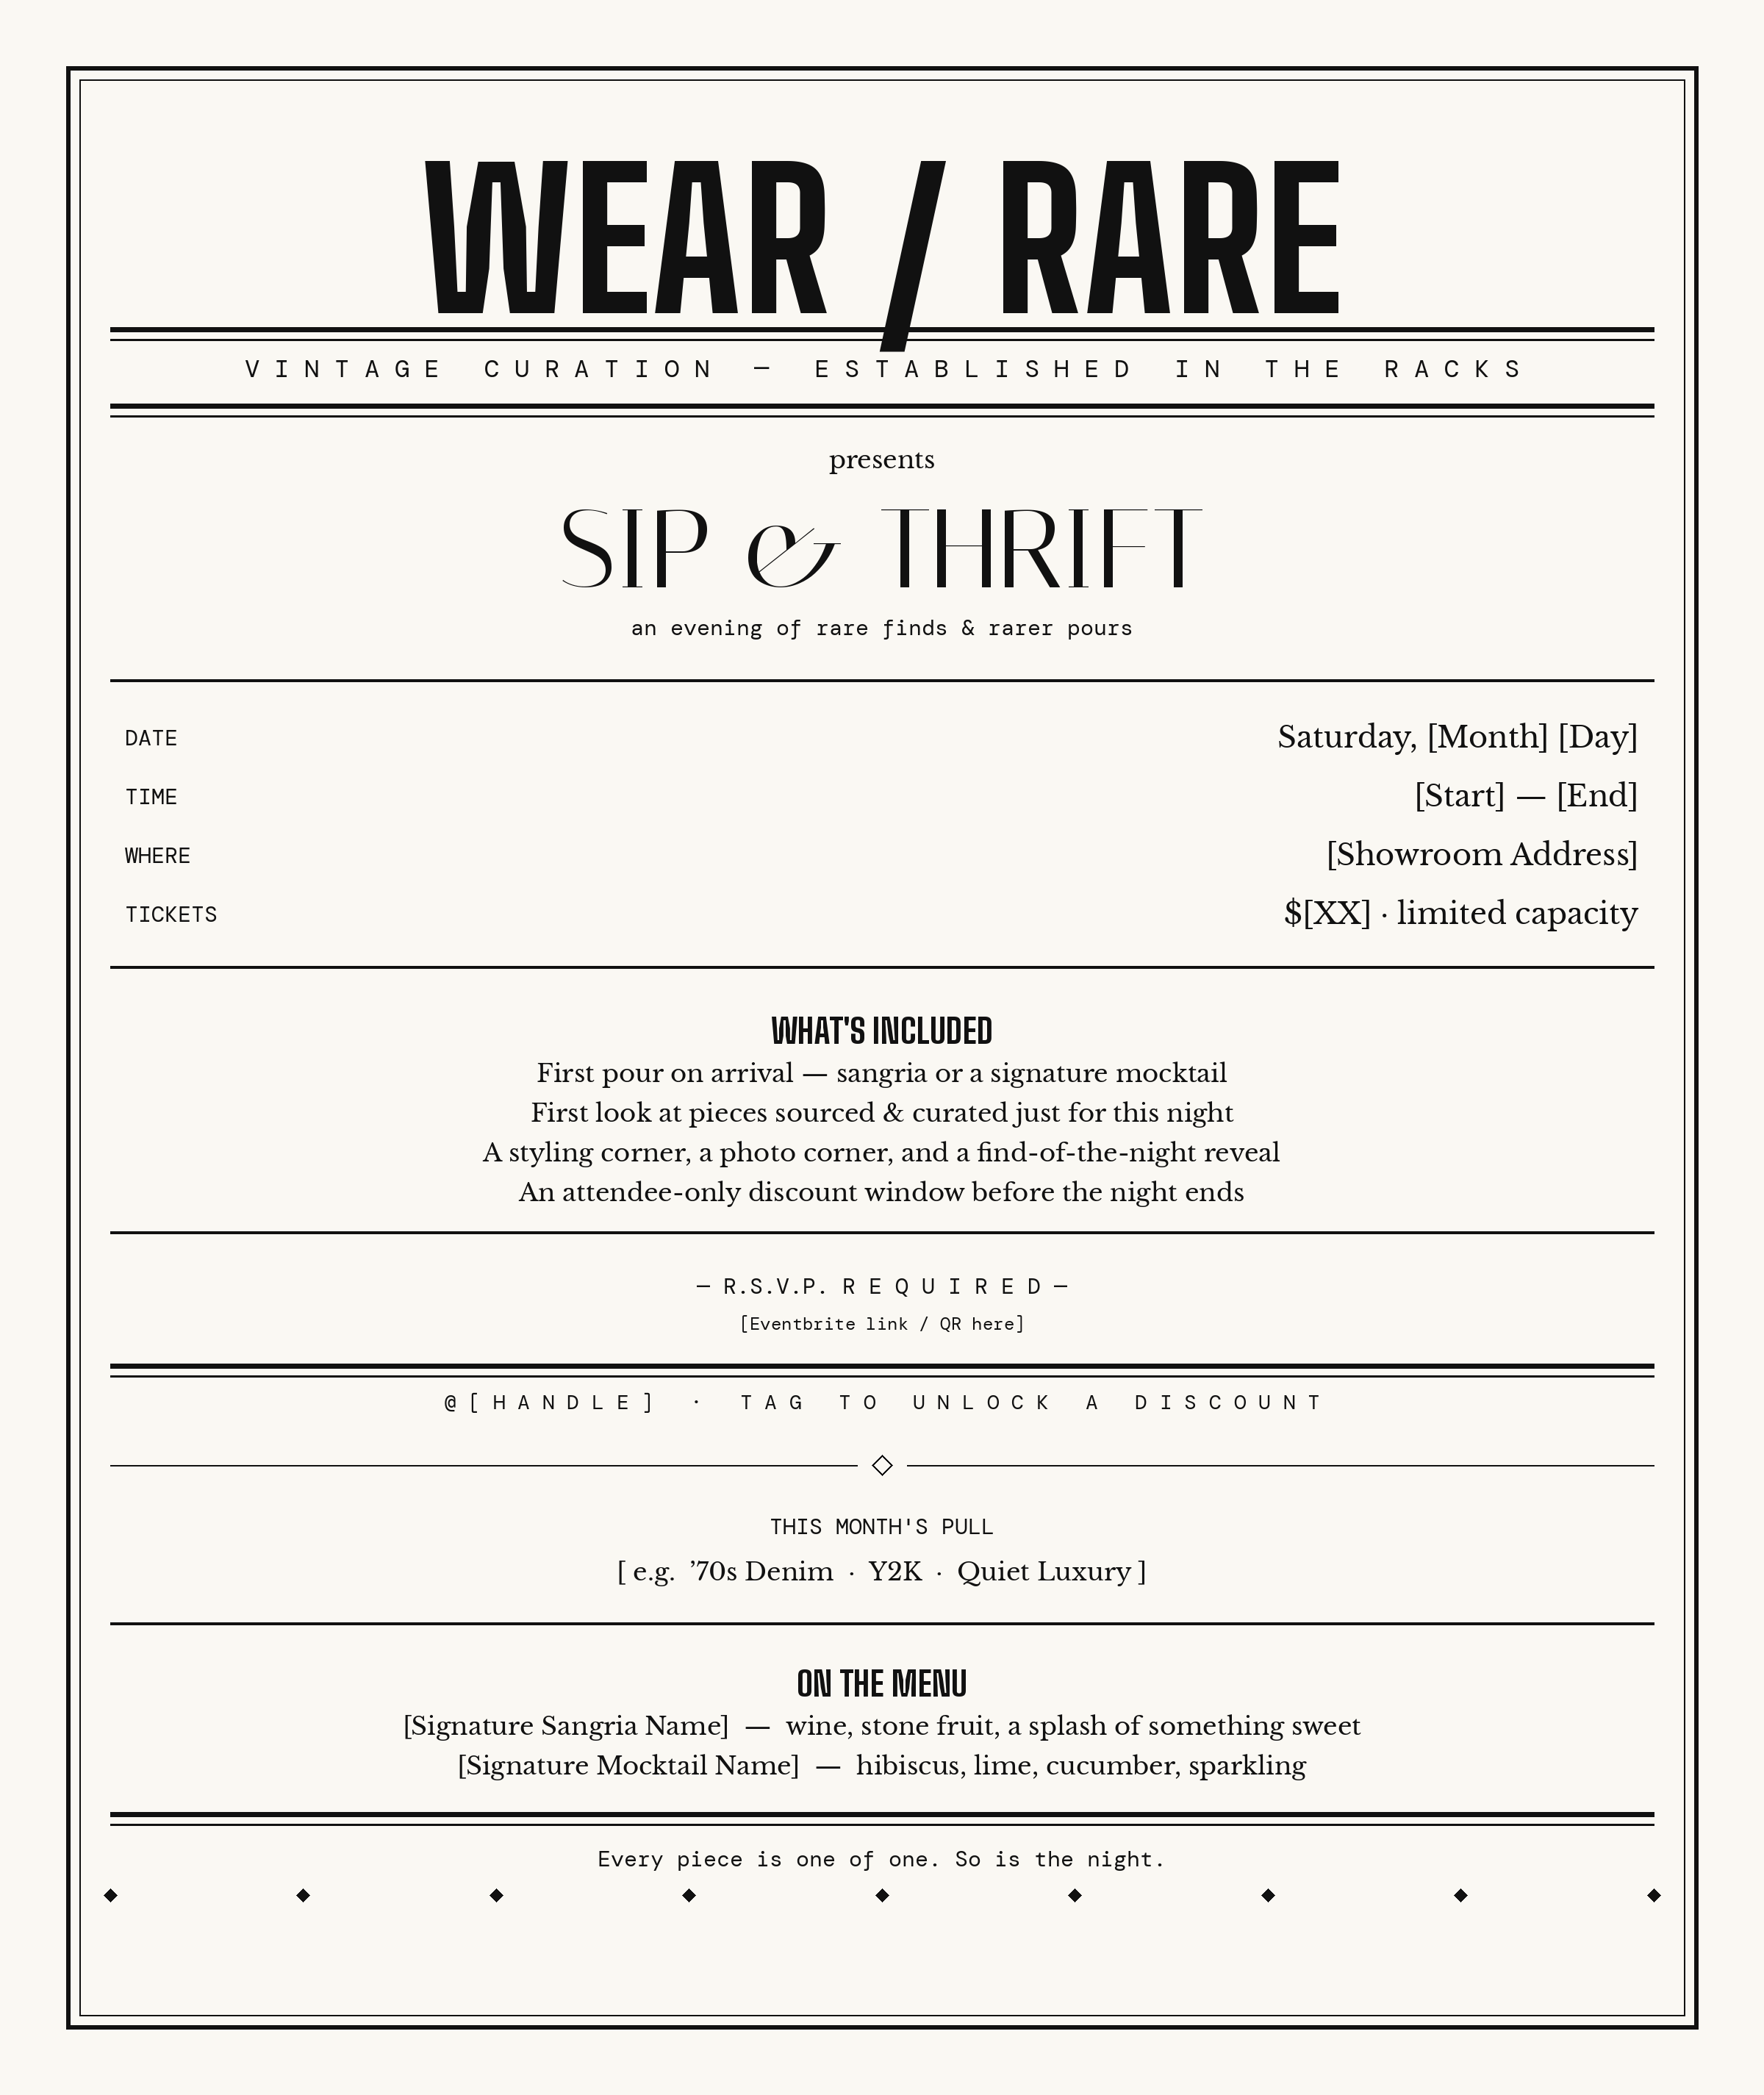 WEAR / RARE
VINTAGE CURATION — ESTABLISHED IN THE RACKS
presents
SIP & THRIFT
an evening of rare finds & rarer pours
DATE Saturday, [Month] [Day]
TIME [Start] — [End]
WHERE [Showroom Address]
TICKETS $[XX] · limited capacity
WHAT'S INCLUDED
First pour on arrival — sangria or a signature mocktail
First look at pieces sourced & curated just for this night
A styling corner, a photo corner, and a find-of-the-night reveal
An attendee-only discount window before the night ends
— R.S.V.P. REQUIRED —
[Eventbrite link / QR here]
@[HANDLE] · TAG TO UNLOCK A DISCOUNT
THIS MONTH'S PULL
[ e.g. ’70s Denim · Y2K · Quiet Luxury ]
ON THE MENU
[Signature Sangria Name] — wine, stone fruit, a splash of something sweet
[Signature Mocktail Name] — hibiscus, lime, cucumber, sparkling
Every piece is one of one. So is the night.